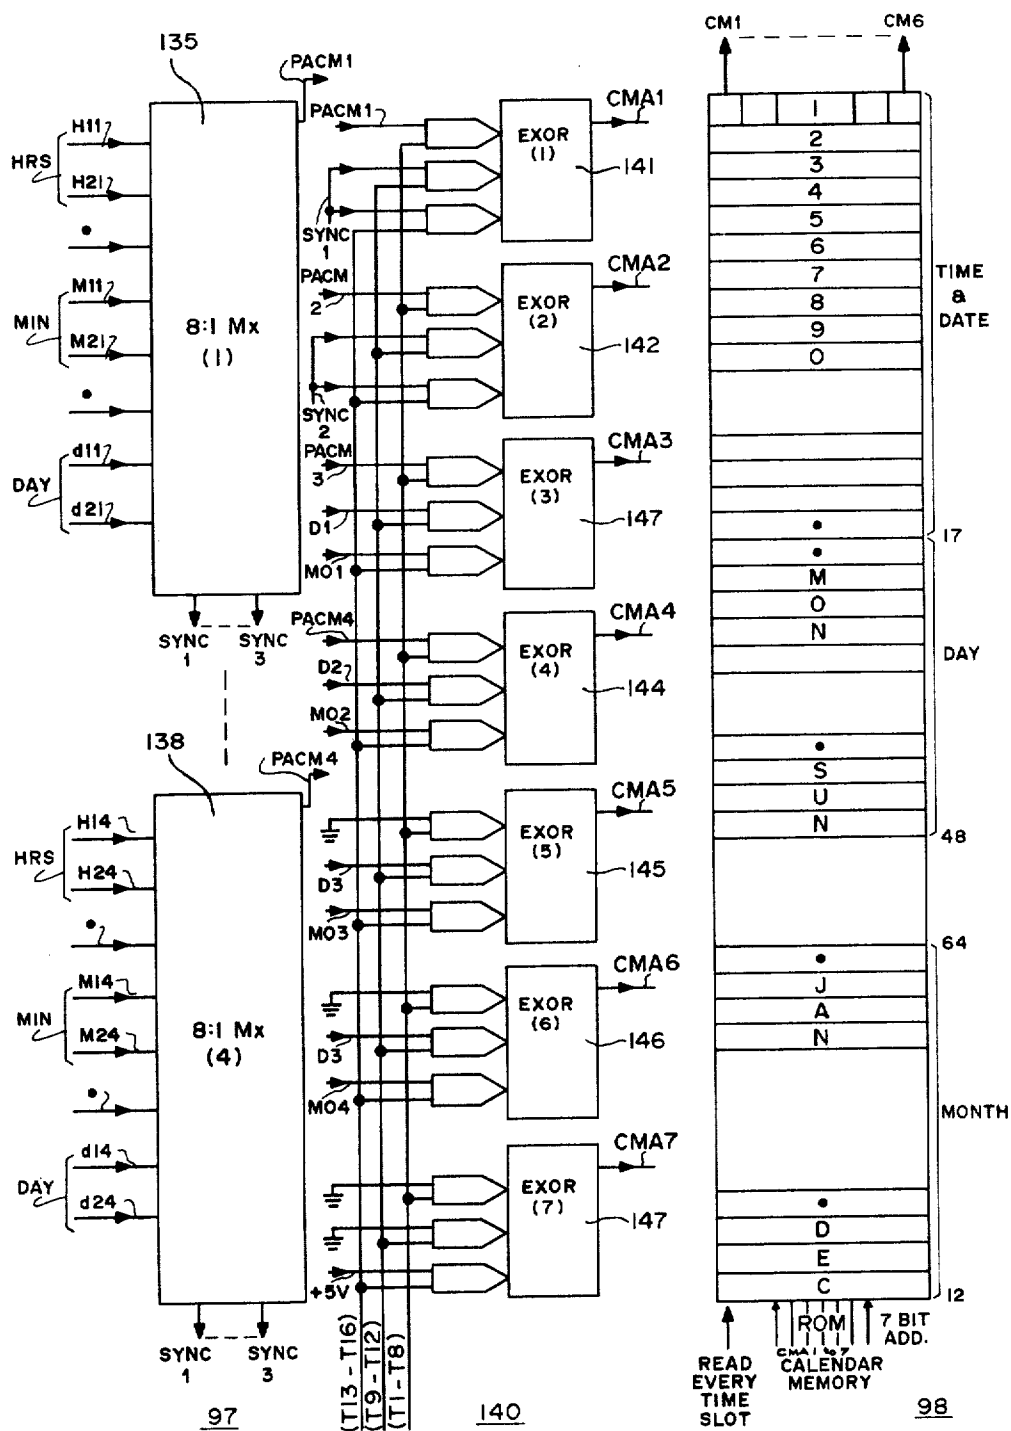 135
PACM1
HRS
H11
H21
•
MIN
M11
M21
•
DAY
d11
d21
8:1 Mx
(1)
SYNC
1
SYNC
3
138
PACM4
HRS
H14
H24
•
MIN
M14
M24
•
DAY
d14
d24
8:1 Mx
(4)
SYNC
1
SYNC
3
97
PACM1
SYNC
1
EXOR
(1)
CMA1
141
PACM
2
SYNC
2
EXOR
(2)
CMA2
142
PACM
3
D1
MO1
EXOR
(3)
CMA3
147
PACM4
D2
MO2
EXOR
(4)
CMA4
144
D3
MO3
EXOR
(5)
CMA5
145
D3
MO4
EXOR
(6)
CMA6
146
+5V
EXOR
(7)
CMA7
147
(T13-T16)
(T9-T12)
(T1-T8)
140
CM1
CM6
1
2
3
4
5
6
7
8
9
0
•
TIME
&
DATE
17
•
M
O
N
•
S
U
N
DAY
48
64
•
J
A
N
•
D
E
C
MONTH
12
READ
EVERY
TIME
SLOT
ROM
CMA 1 to 7
CALENDAR
MEMORY
7 BIT
ADD.
98